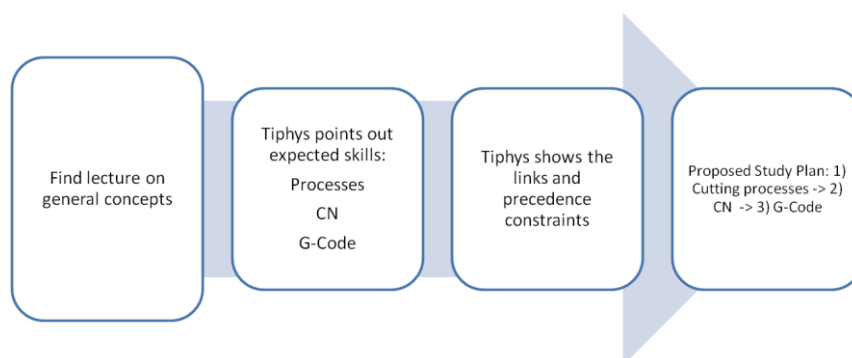 Find lecture on
general concepts
Tiphys points out
expected skills:
Processes
CN
G-Code
Tiphys shows the
links and
precedence
constraints
Proposed Study Plan: 1)
Cutting processes -> 2)
CN -> 3) G-Code